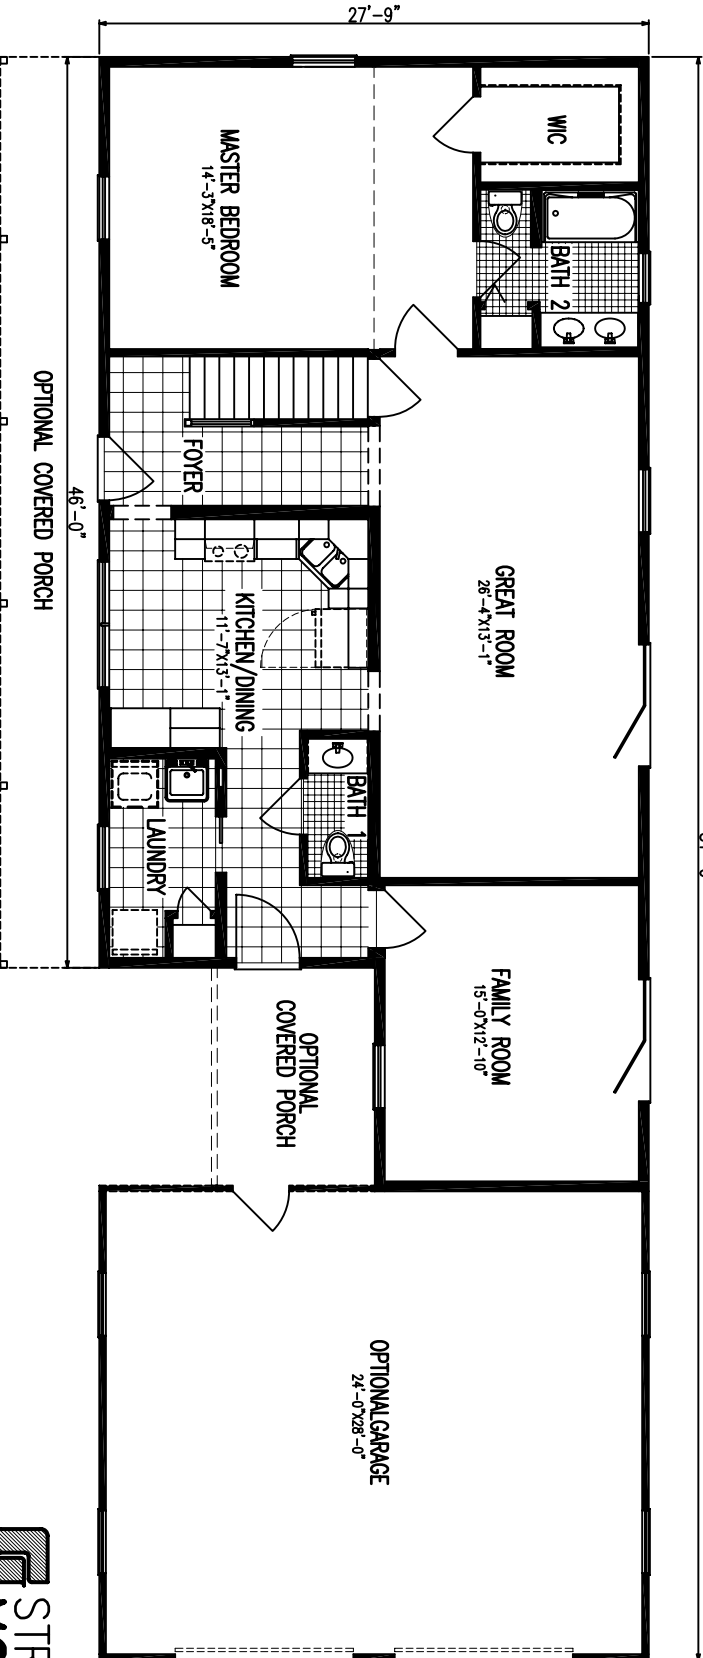 27'-9"
WIC
MASTER BEDROOM
14'-3"X18'-5"
BATH 2
OPTIONAL COVERED PORCH
46'-0"
FOYER
GREAT ROOM
26'-4"X13'-1"
KITCHEN/DINING
11'-7"X13'-1"
BATH 1
LAUNDRY
FAMILY ROOM
15'-0"X12'-10"
OPTIONAL
COVERED PORCH
OPTIONALGARAGE
24'-0"X28'-0"